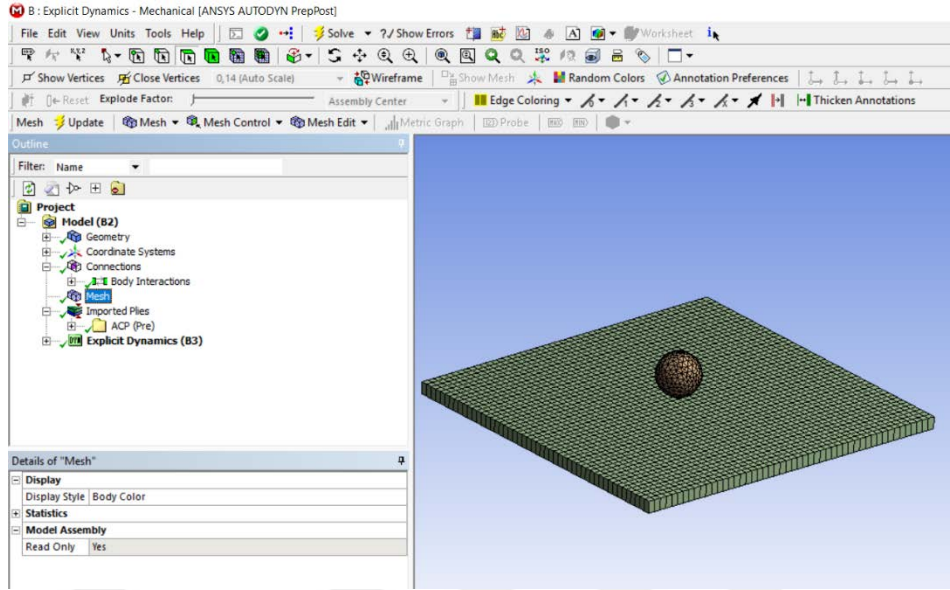 B : Explicit Dynamics - Mechanical [ANSYS AUTODYN PrepPost]
File Edit View Units Tools Help Solve ?/ Show Errors A Worksheet i
Show Vertices Close Vertices 0,14 (Auto Scale) Wireframe Show Mesh Random Colors Annotation Preferences
Reset Explode Factor: Assembly Center Edge Coloring Thicken Annotations
Mesh Update Mesh Mesh Control Mesh Edit Metric Graph Probe
Outline
Filter: Name
Project
Model (B2)
Geometry
Coordinate Systems
Connections
Body Interactions
Mesh
Imported Plies
ACP (Pre)
Explicit Dynamics (B3)
Details of "Mesh"
Display
Display Style Body Color
Statistics
Model Assembly
Read Only Yes